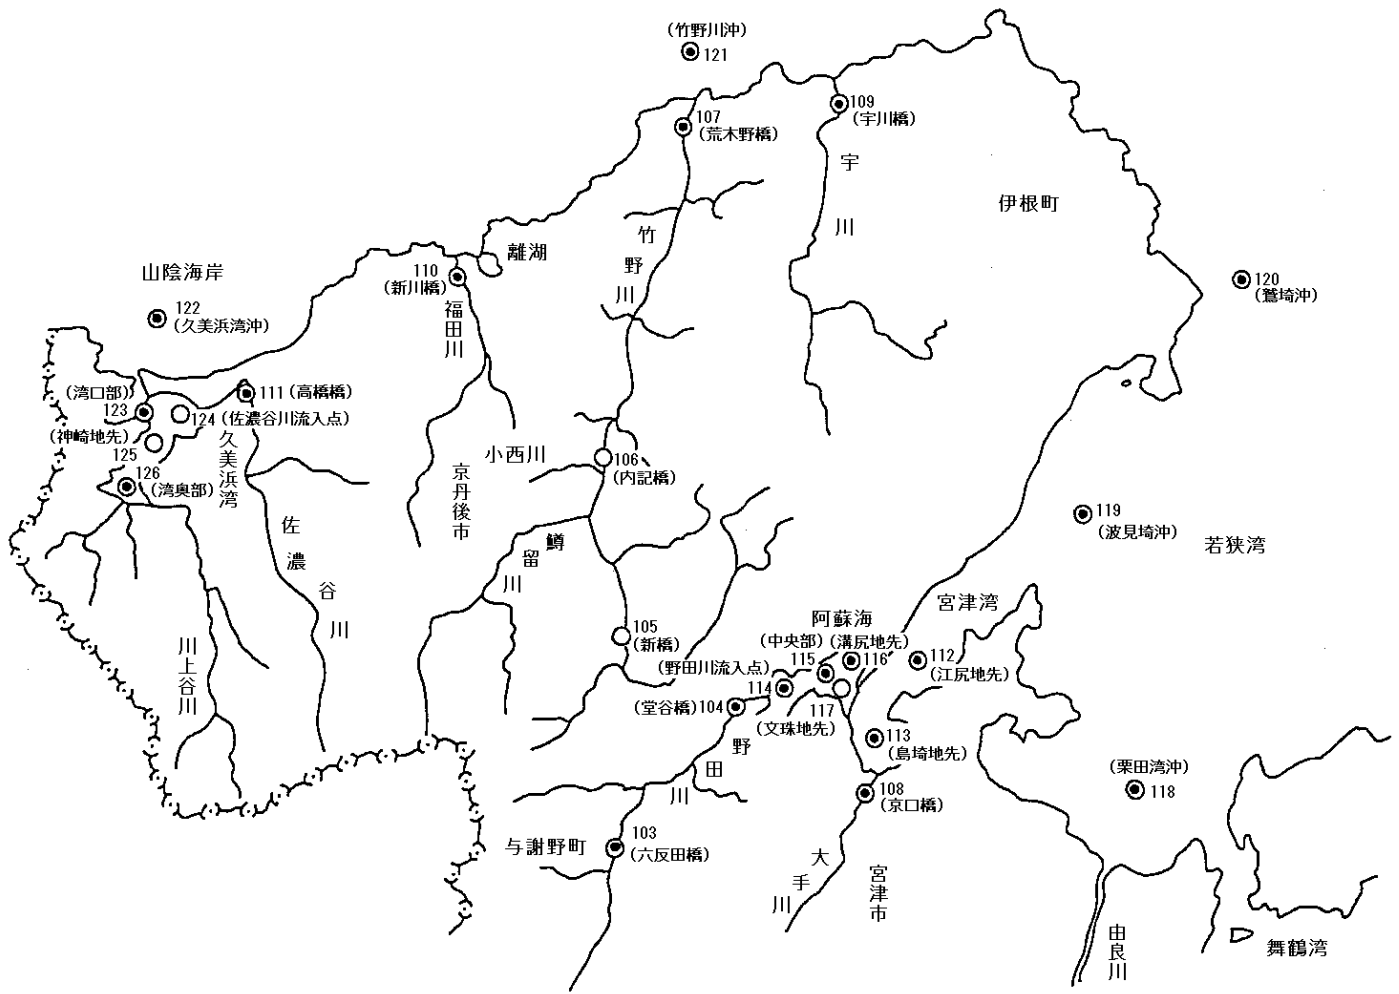 (竹野川沖)
121
109
(宇川橋)
107
(荒木野橋)
宇川
伊根町
竹野川
離湖
山陰海岸
110
(新川橋)
120
(鷲埼沖)
122
(久美浜湾沖)
福田川
(湾口部)
123
111 (高橋橋)
124 (佐濃谷川流入点)
(神崎地先)
125
久美浜湾
126
(湾奥部)
小西川
106
(内記橋)
京丹後市
119
(波見埼沖)
若狭湾
佐濃谷川
鱒留川
宮津湾
阿蘇海
105
(新橋)
(中央部)
(溝尻地先)
115
116
112
(江尻地先)
(野田川流入点)
114
川上谷川
(堂谷橋) 104
117
(文珠地先)
113
(島埼地先)
野田川
(栗田湾沖)
118
108
(京口橋)
与謝野町
103
(六反田橋)
大手川
宮津市
由良川
舞鶴湾